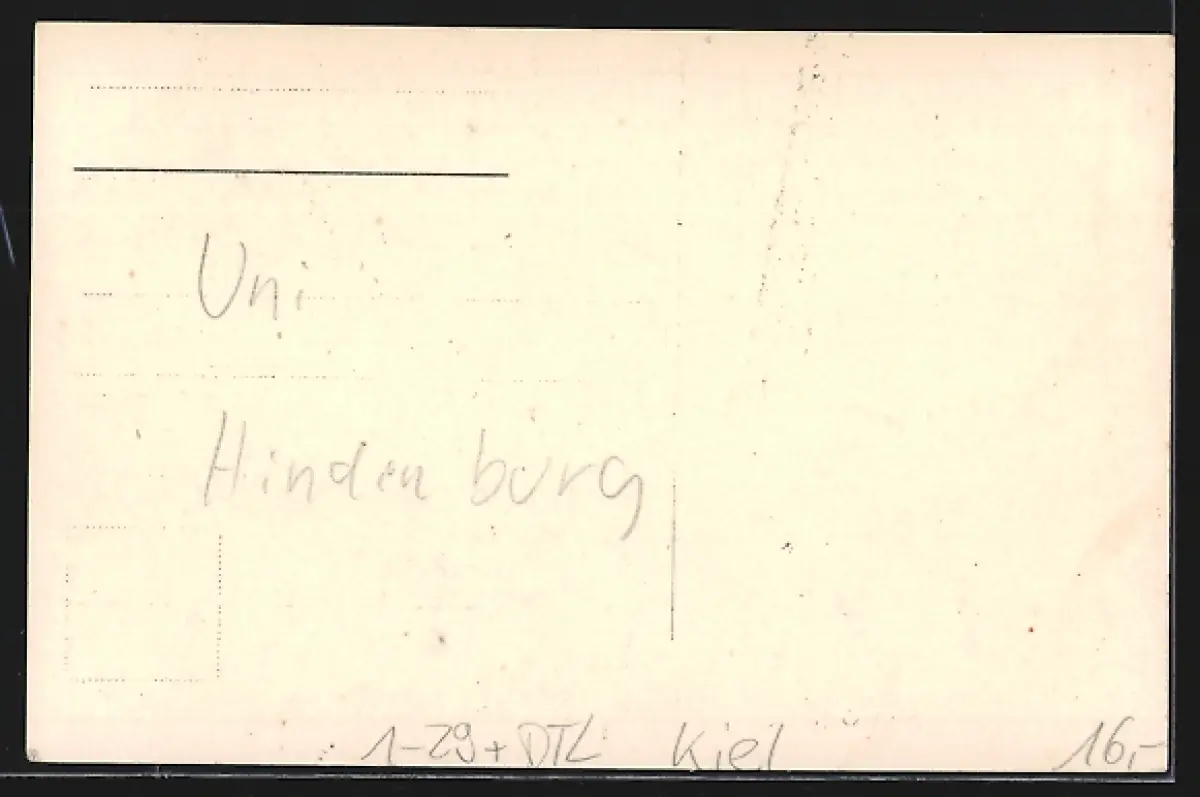 Uni
Hindenburg
1-29+DTL Kiel 16,-